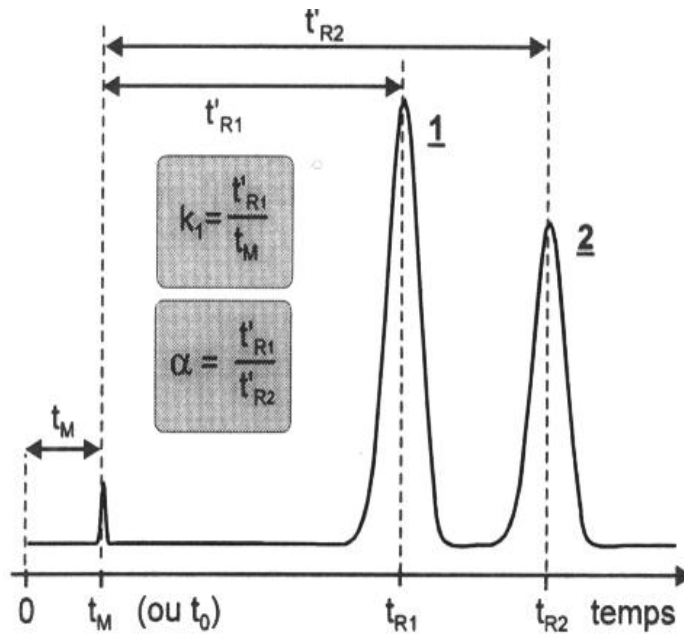 t'R2
t'R1
1
k1 = t'R1 / tM
2
α = t'R1 / t'R2
tM
0 tM (ou t0) tR1 tR2 temps